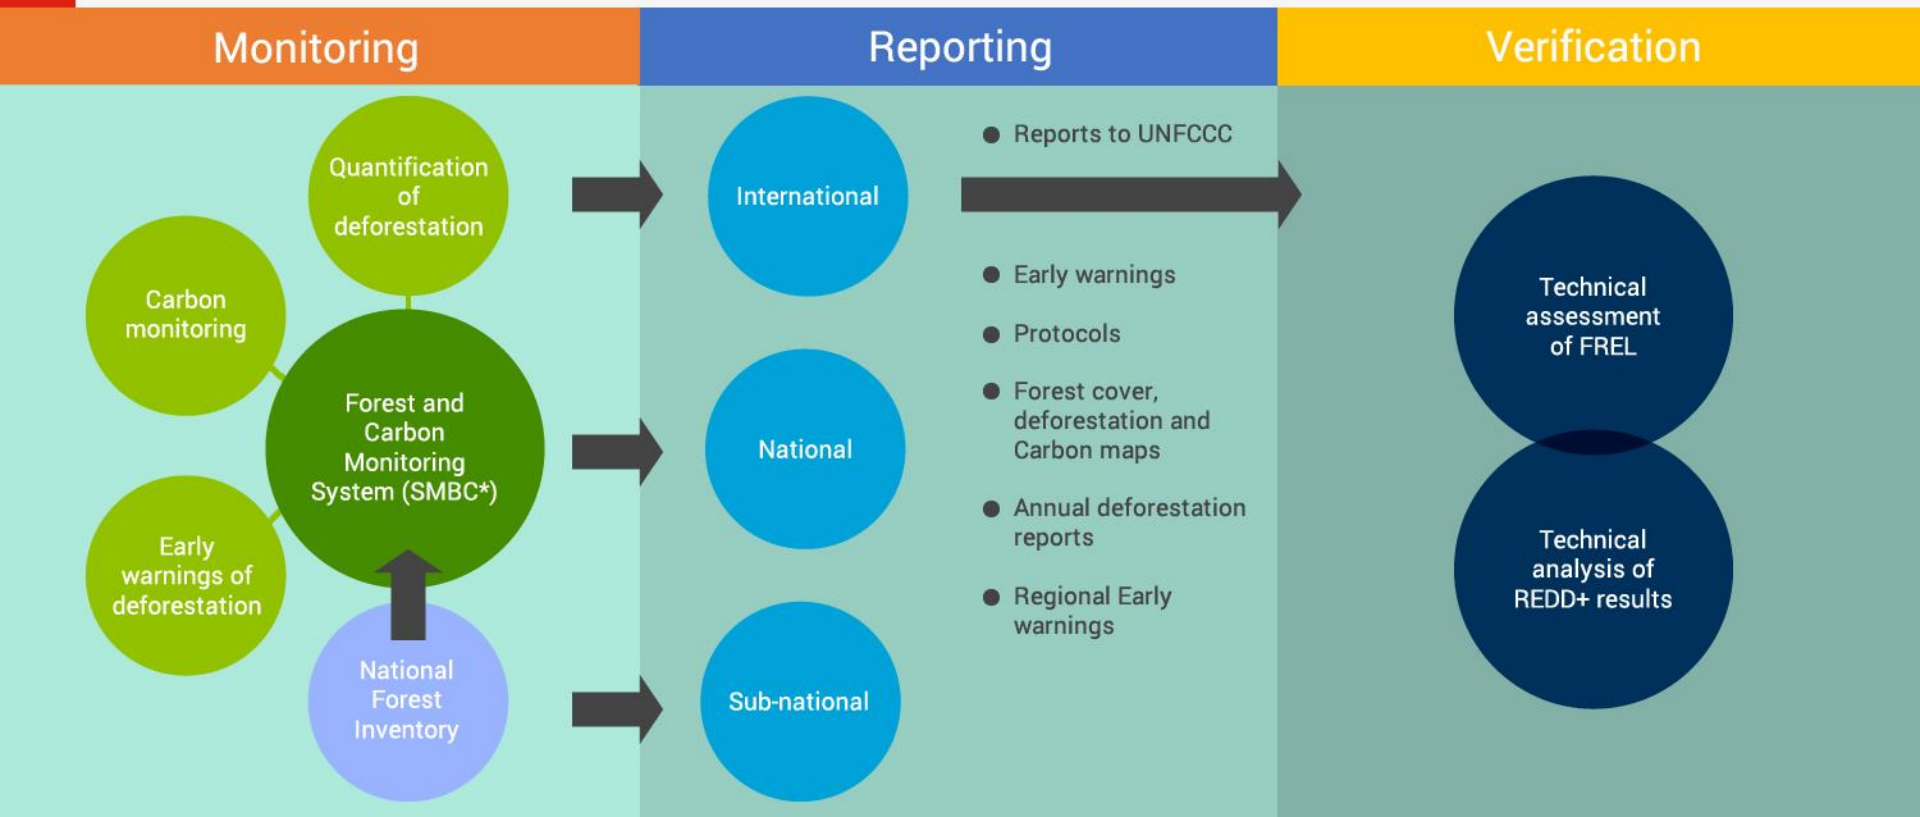 Monitoring
Reporting
Verification
Quantification
of
deforestation
Carbon
monitoring
Forest and
Carbon
Monitoring
System (SMBC*)
Early
warnings of
deforestation
National
Forest
Inventory
International
National
Sub-national
● Reports to UNFCCC
● Early warnings
● Protocols
● Forest cover,
deforestation and
Carbon maps
● Annual deforestation
reports
● Regional Early
warnings
Technical
assessment
of FREL
Technical
analysis of
REDD+ results